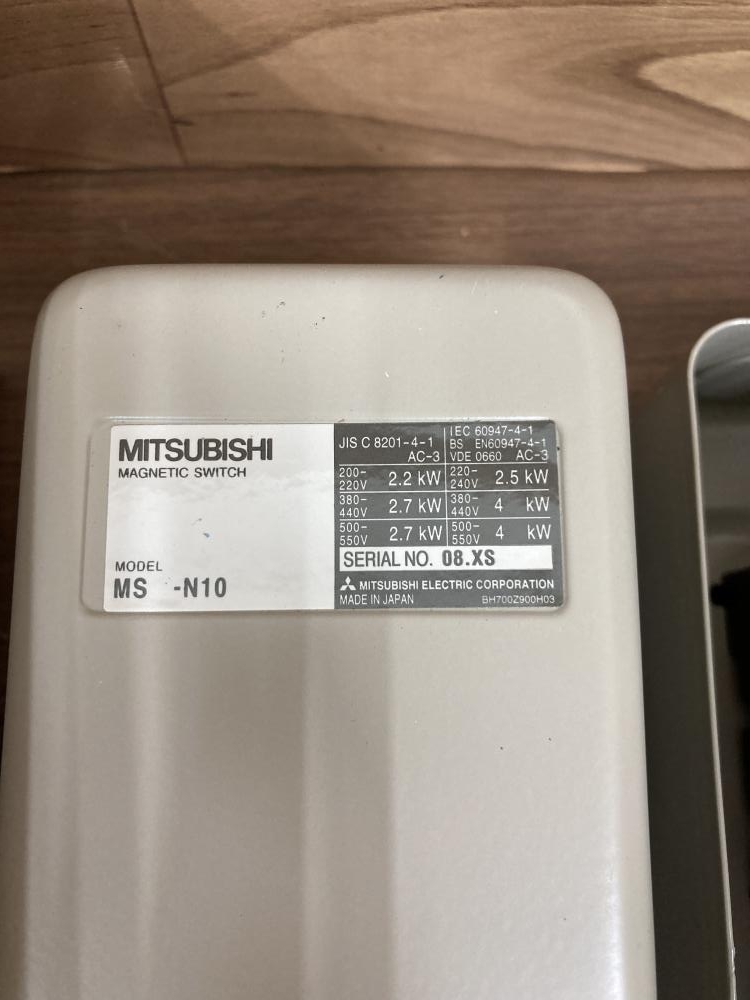 MITSUBISHI
MAGNETIC SWITCH
MODEL
MS -N10
JIS C 8201-4-1
AC-3
IEC 60947-4-1
BS EN60947-4-1
VDE 0660 AC-3
200-220V 2.2 kW 220-240V 2.5 kW
380-440V 2.7 kW 380-440V 4 kW
500-550V 2.7 kW 500-550V 4 kW
SERIAL NO. 08.XS
MITSUBISHI ELECTRIC CORPORATION
MADE IN JAPAN BH700Z900H03